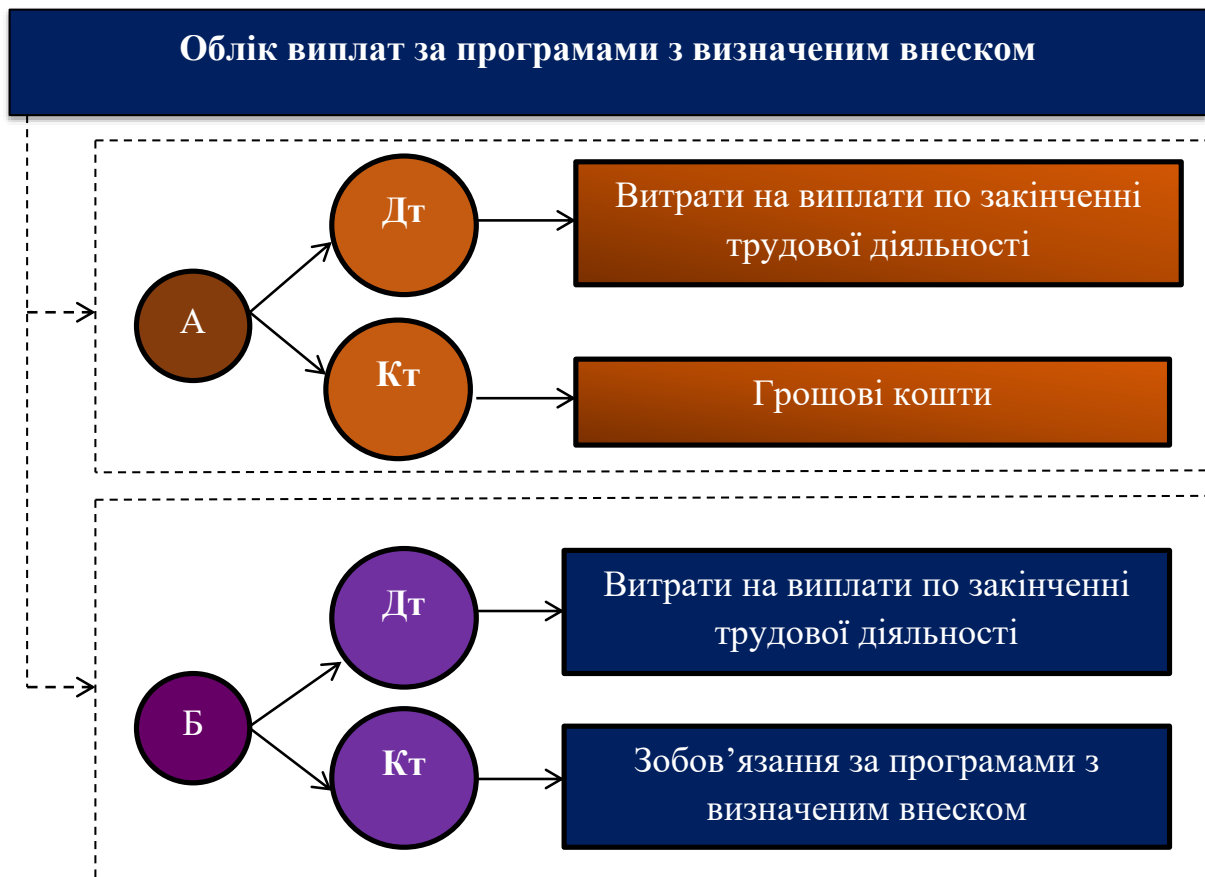 Облік виплат за програмами з визначеним внеском
Дт
Витрати на виплати по закінченні
трудової діяльності
А
Кт
Грошові кошти
Дт
Витрати на виплати по закінченні
трудової діяльності
Б
Кт
Зобов’язання за програмами з
визначеним внеском